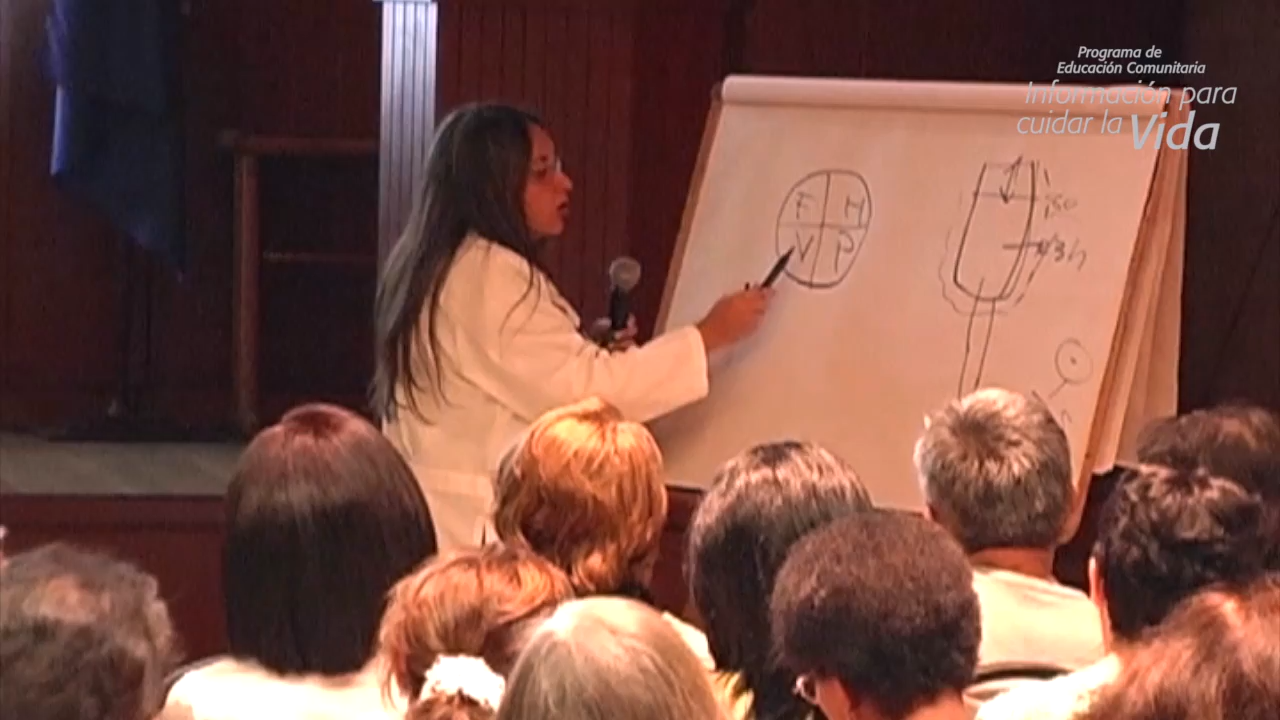 Programa de
Educación Comunitaria
Información para
cuidar la Vida
F H
V P